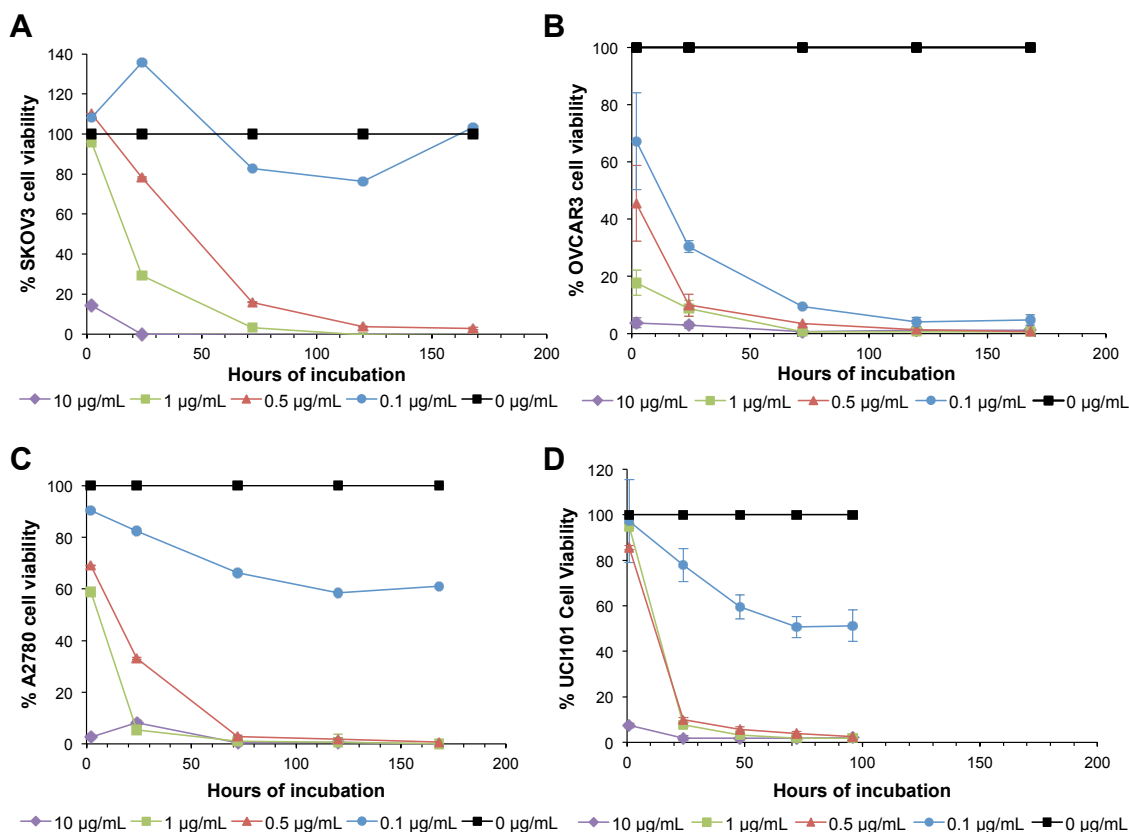 A
% SKOV3 cell viability
160
140
120
100
80
60
40
20
0
0 50 100 150 200
Hours of incubation
10 µg/mL 1 µg/mL 0.5 µg/mL 0.1 µg/mL 0 µg/mL
B
% OVCAR3 cell viability
100
80
60
40
20
0
0 50 100 150 200
Hours of incubation
10 µg/mL 1 µg/mL 0.5 µg/mL 0.1 µg/mL 0 µg/mL
C
% A2780 cell viability
100
80
60
40
20
0
0 50 100 150 200
Hours of incubation
10 µg/mL 1 µg/mL 0.5 µg/mL 0.1 µg/mL 0 µg/mL
D
% UCI101 Cell Viability
120
100
80
60
40
20
0
0 50 100 150 200
Hours of incubation
10 µg/mL 1 µg/mL 0.5 µg/mL 0.1 µg/mL 0 µg/mL